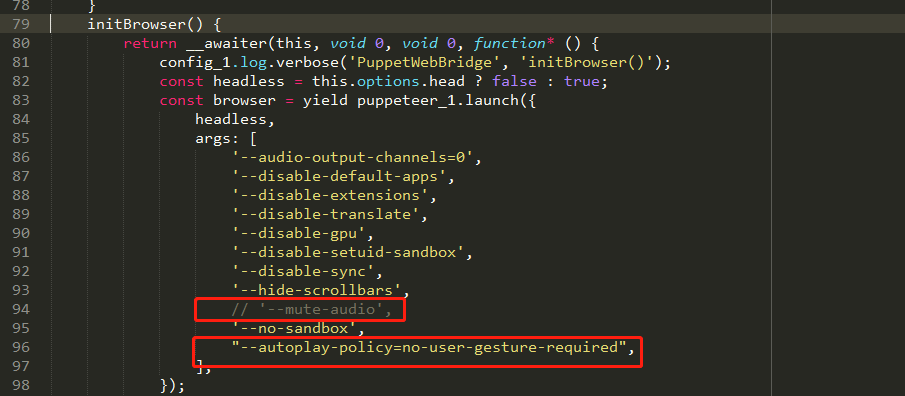 78 }
79 initBrowser() {
80 return __awaiter(this, void 0, void 0, function* () {
81 config_1.log.verbose('PuppetWebBridge', 'initBrowser()');
82 const headless = this.options.head ? false : true;
83 const browser = yield puppeteer_1.launch({
84 headless,
85 args: [
86 '--audio-output-channels=0',
87 '--disable-default-apps',
88 '--disable-extensions',
89 '--disable-translate',
90 '--disable-gpu',
91 '--disable-setuid-sandbox',
92 '--disable-sync',
93 '--hide-scrollbars',
94 // '--mute-audio',
95 '--no-sandbox',
96 "--autoplay-policy=no-user-gesture-required",
97 ],
98 });